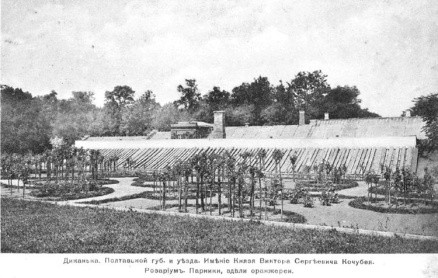 Диканька. Полтавской губ. и уѣзда. Имѣніе Князя Виктора Сергѣевича Кочубея.
Розаріумъ. Парники, вдали оранжереи.